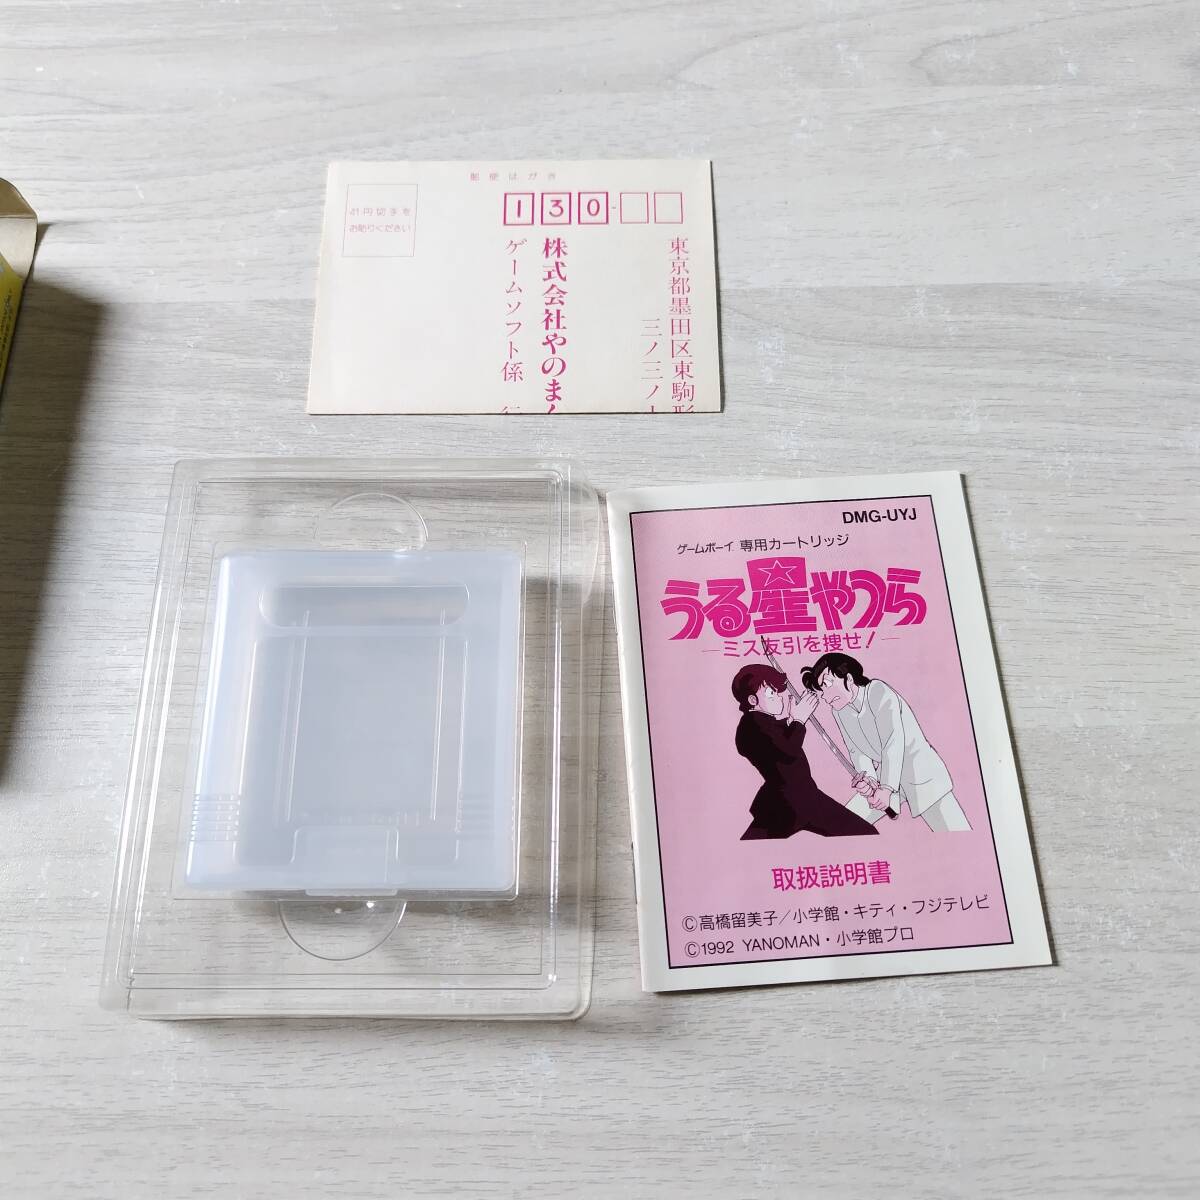 郵便はがき
41円切手を
お貼りください
130-
東京都墨田区東駒形
三ノ三ノ
株式会社やのまん
ゲームソフト係 行
DMG-UYJ
ゲームボーイ 専用カートリッジ
うる星やつら
ーミス友引を捜せ!ー
取扱説明書
©高橋留美子/小学館・キティ・フジテレビ
©1992 YANOMAN・小学館プロ